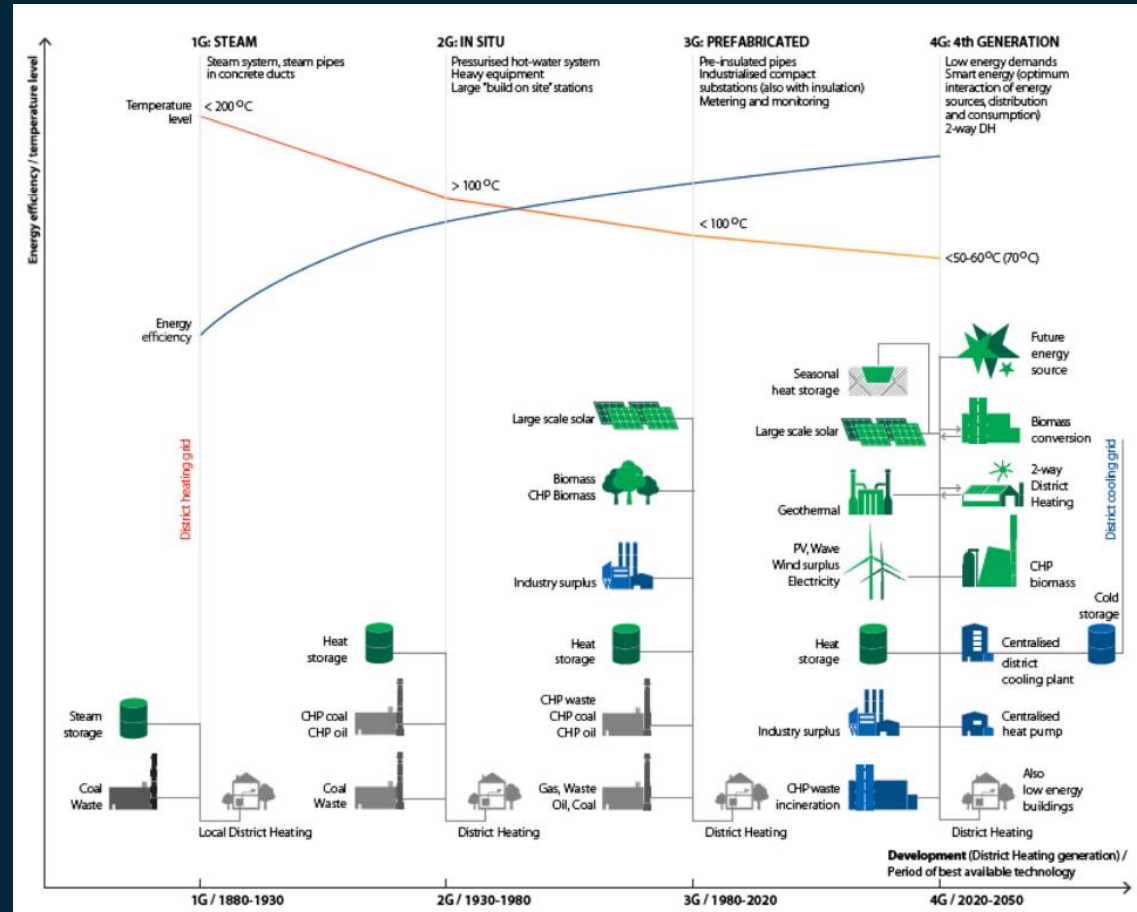 1G: STEAM
Steam system, steam pipes
in concrete ducts
2G: IN SITU
Pressurised hot-water system
Heavy equipment
Large "build on site" stations
3G: PREFABRICATED
Pre-insulated pipes
Industrialised compact
substations (also with insulation)
Metering and monitoring
4G: 4th GENERATION
Low energy demands
Smart energy (optimum
interaction of energy
sources, distribution
and consumption)
2-way DH
Energy efficiency / temperature level
Temperature
level
< 200 °C
> 100 °C
< 100 °C
<50-60°C (70°C)
Energy
efficiency
District heating grid
Steam
storage
Coal
Waste
Local District Heating
Heat
storage
CHP coal
CHP oil
Coal
Waste
District Heating
Large scale solar
Biomass
CHP Biomass
Industry surplus
Heat
storage
CHP waste
CHP coal
CHP oil
Gas, Waste
Oil, Coal
District Heating
Seasonal
heat storage
Large scale solar
Geothermal
PV, Wave
Wind surplus
Electricity
Heat
storage
Industry surplus
CHP waste
incineration
Future
energy
source
Biomass
conversion
2-way
District
Heating
CHP
biomass
Centralised
district
cooling plant
Centralised
heat pump
Also
low energy
buildings
District Heating
District cooling grid
Cold
storage
Development (District Heating generation) /
Period of best available technology
1G / 1880-1930
2G / 1930-1980
3G / 1980-2020
4G / 2020-2050